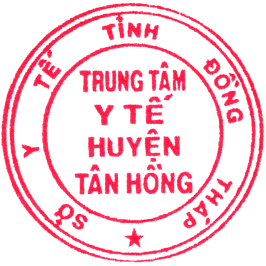 SỞ Y TẾ TỈNH ĐỒNG THÁP
TRUNG TÂM
Y TẾ
HUYỆN
TÂN HỒNG